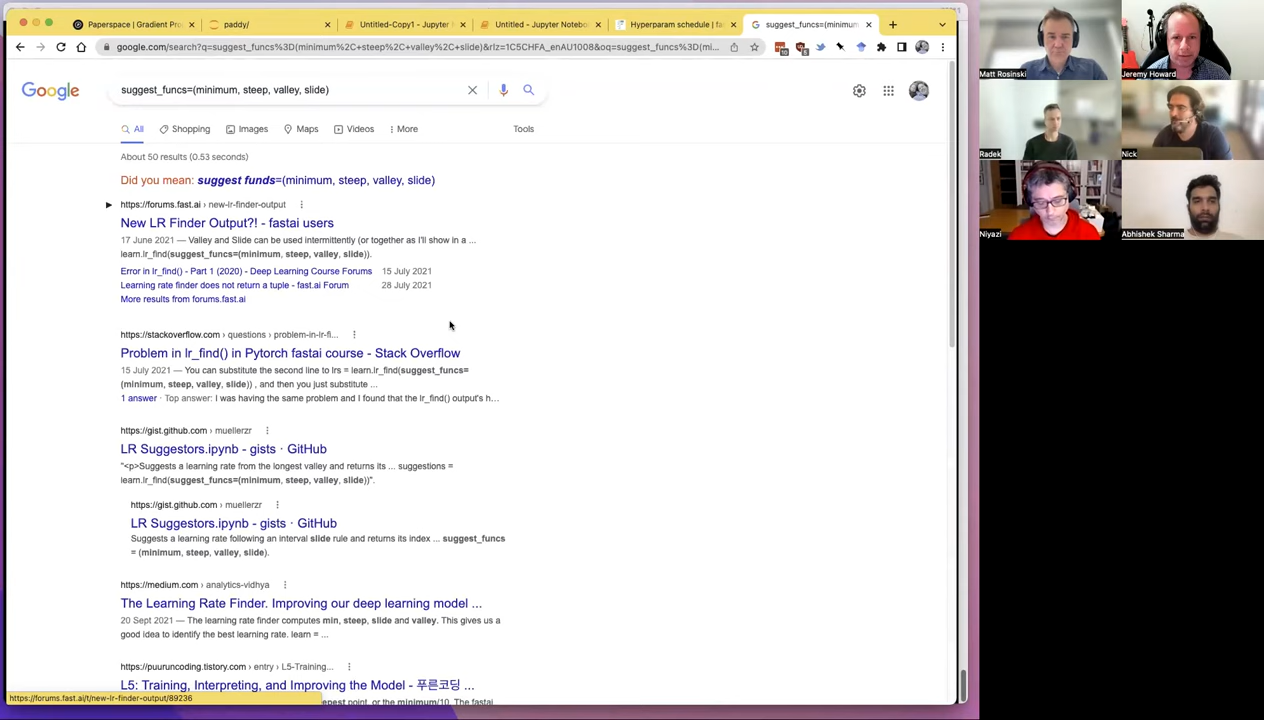 Paperspace | Gradient Pro
paddy/
Untitled-Copy1 - Jupyter N
Untitled - Jupyter Notebo
Hyperparam schedule | fa
suggest_funcs=(minimum
google.com/search?q=suggest_funcs%3D(minimum%2C+steep%2C+valley%2C+slide)&rlz=1C5CHFA_enAU1008&oq=suggest_funcs%3D(mi...
Google
suggest_funcs=(minimum, steep, valley, slide)
All
Shopping
Images
Maps
Videos
More
Tools
About 50 results (0.53 seconds)
Did you mean: suggest funds=(minimum, steep, valley, slide)
https://forums.fast.ai › new-lr-finder-output
New LR Finder Output?! - fastai users
17 June 2021 — Valley and Slide can be used intermittently (or together as I'll show in a ...
learn.lr_find(suggest_funcs=(minimum, steep, valley, slide)).
Error in lr_find() - Part 1 (2020) - Deep Learning Course Forums 15 July 2021
Learning rate finder does not return a tuple - fast.ai Forum 28 July 2021
More results from forums.fast.ai
https://stackoverflow.com › questions › problem-in-lr-fi...
Problem in lr_find() in Pytorch fastai course - Stack Overflow
15 July 2021 — You can substitute the second line to lrs = learn.lr_find(suggest_funcs=
(minimum, steep, valley, slide)) , and then you just substitute ...
1 answer · Top answer: I was having the same problem and I found that the lr_find() output's h…
https://gist.github.com › muellerzr
LR Suggestors.ipynb - gists · GitHub
"<p>Suggests a learning rate from the longest valley and returns its ... suggestions =
learn.lr_find(suggest_funcs=(minimum, steep, valley, slide))".
https://gist.github.com › muellerzr
LR Suggestors.ipynb - gists · GitHub
Suggests a learning rate following an interval slide rule and returns its index ... suggest_funcs
= (minimum, steep, valley, slide).
https://medium.com › analytics-vidhya
The Learning Rate Finder. Improving our deep learning model ...
20 Sept 2021 — The learning rate finder computes min, steep, slide and valley. This gives us a
good idea to identify the best learning rate. learn = ...
https://puuruncoding.tistory.com › entry › L5-Training...
L5: Training, Interpreting, and Improving the Model - 푸른코딩 ...
epest point, or the minimum/10. The fastai
https://forums.fast.ai/t/new-lr-finder-output/89236
Matt Rosinski
Jeremy Howard
Radek
Nick
Niyazi
Abhishek Sharma